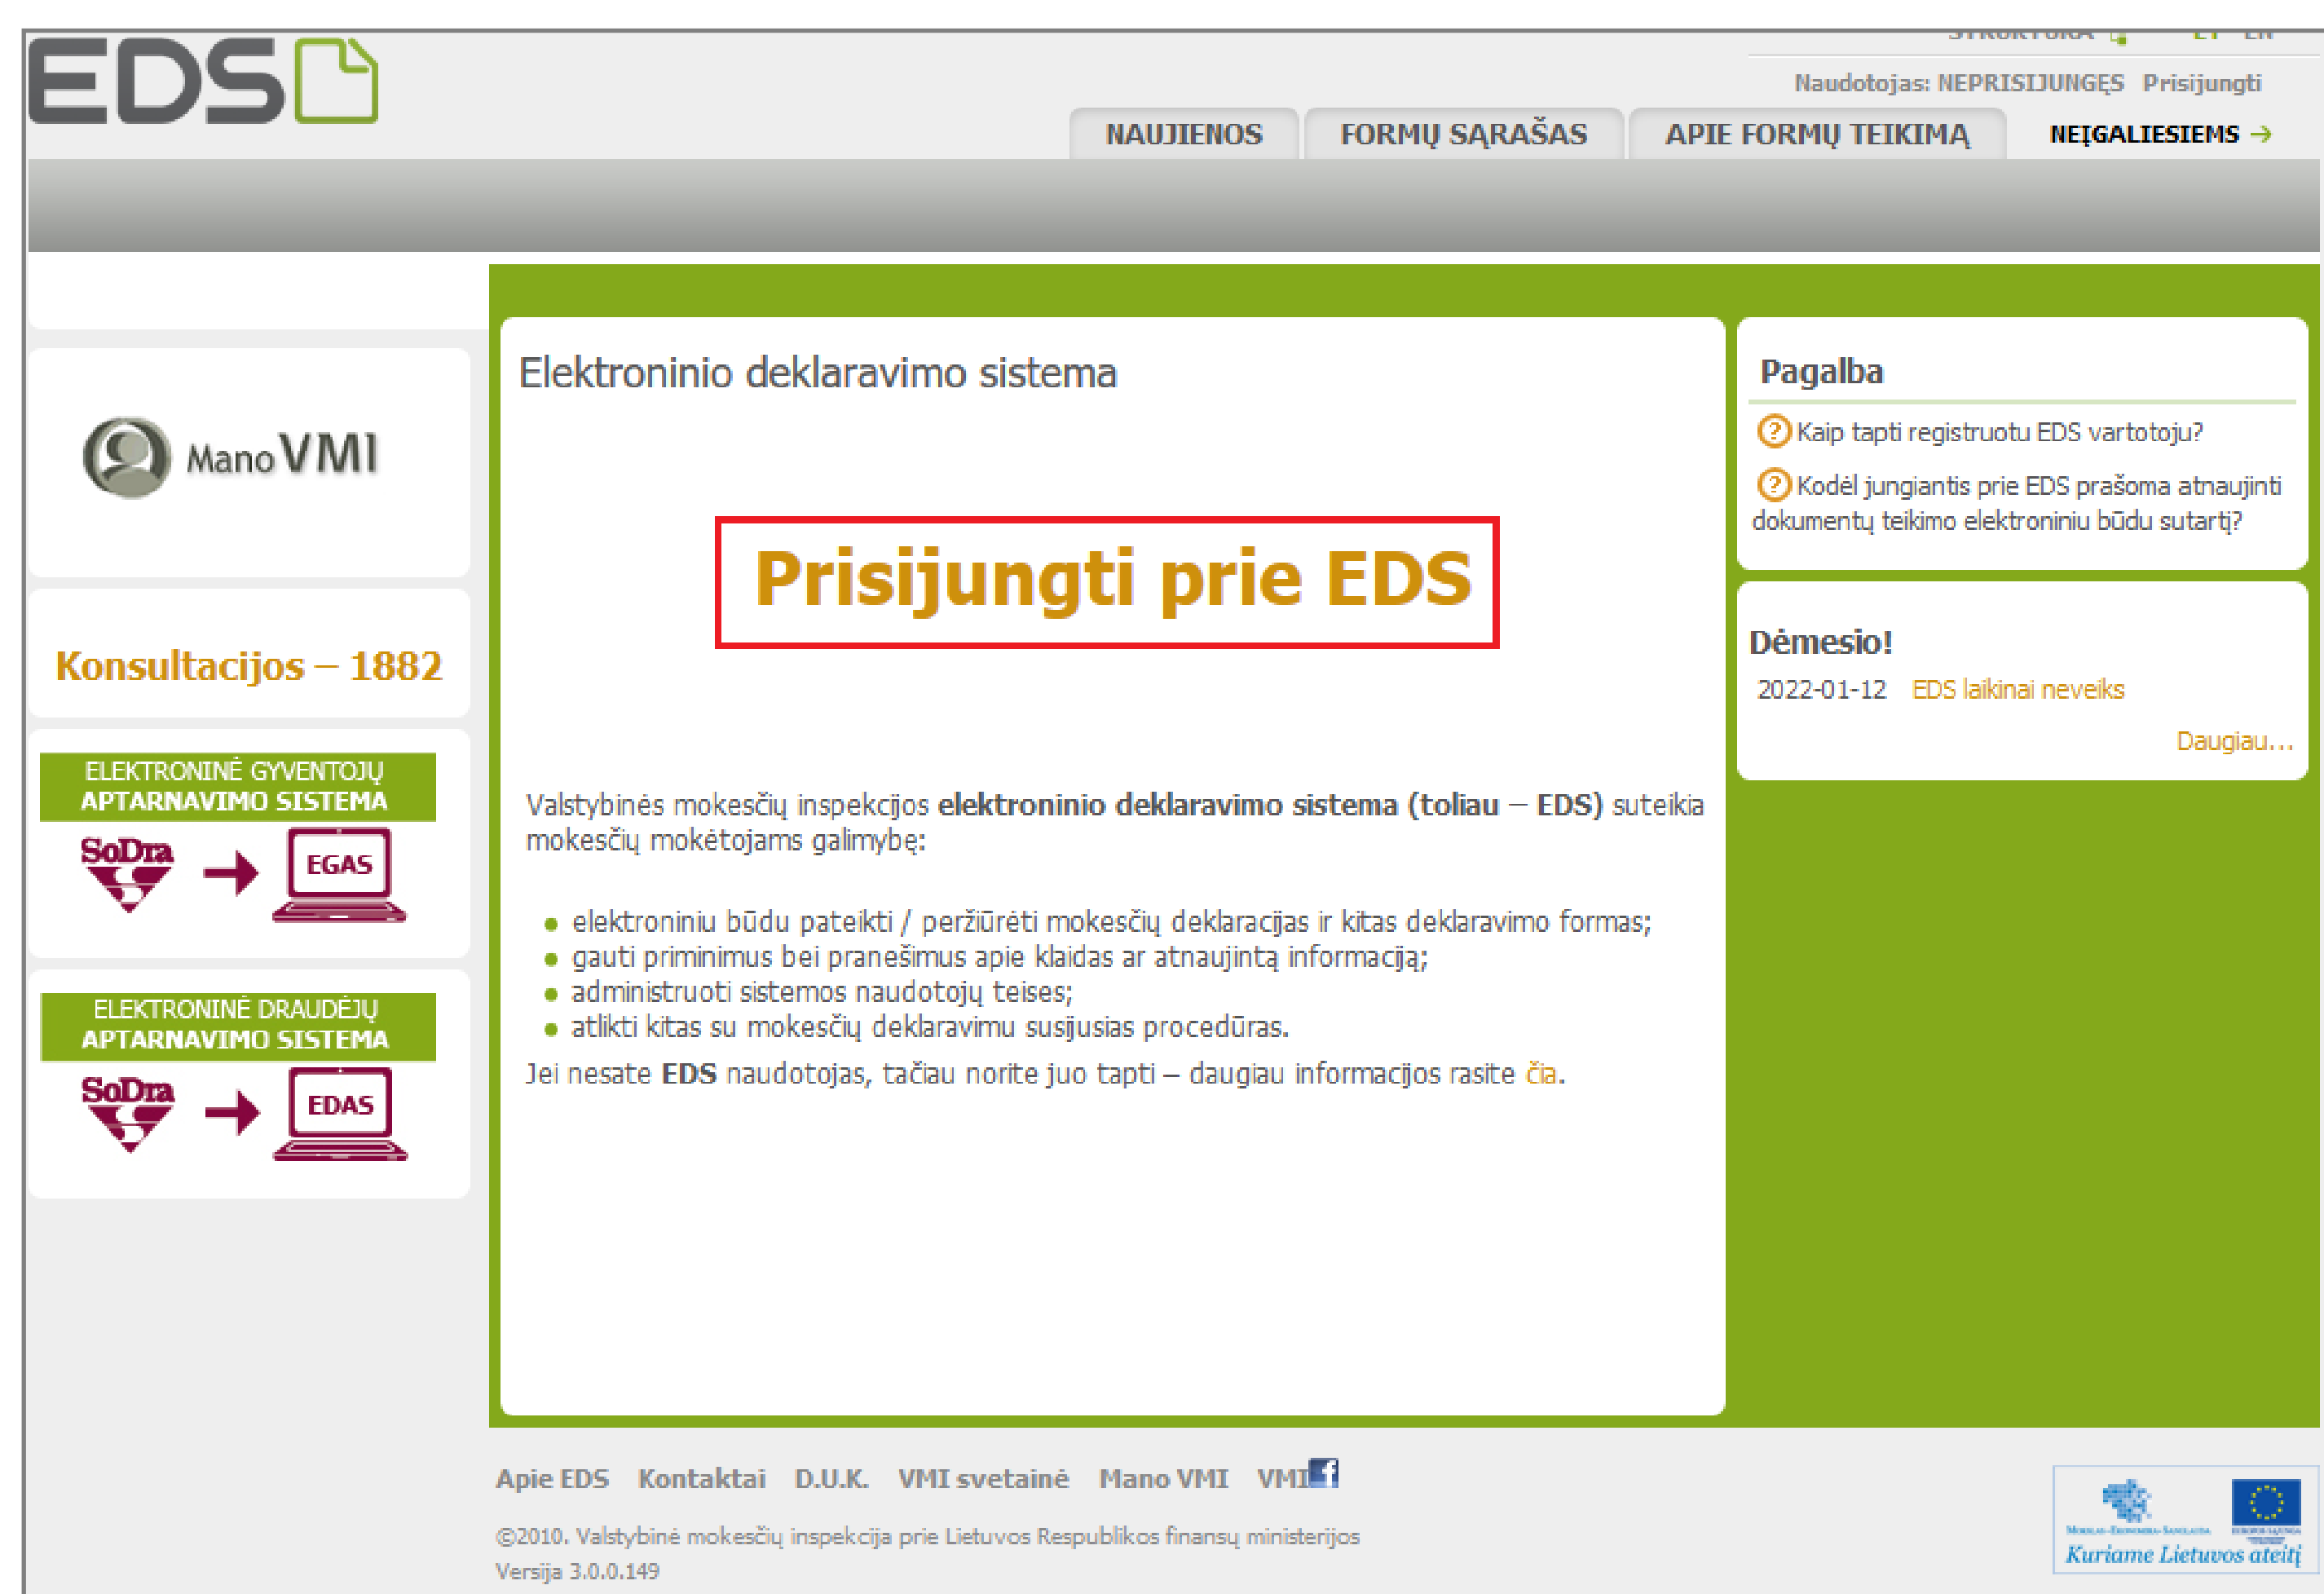 EDS
Naudotojas: NEPRISIJUNGĘS Prisijungti
NAUJIENOS
FORMŲ SĄRAŠAS
APIE FORMŲ TEIKIMĄ
NEĮGALIESIEMS →
Mano VMI
Konsultacijos – 1882
ELEKTRONINĖ GYVENTOJŲ
APTARNAVIMO SISTEMA
SoDra
EGAS
ELEKTRONINĖ DRAUDĖJŲ
APTARNAVIMO SISTEMA
SoDra
EDAS
Elektroninio deklaravimo sistema
Prisijungti prie EDS
Valstybinės mokesčių inspekcijos elektroninio deklaravimo sistema (toliau – EDS) suteikia
mokesčių mokėtojams galimybę:
• elektroniniu būdu pateikti / peržiūrėti mokesčių deklaracijas ir kitas deklaravimo formas;
• gauti priminimus bei pranešimus apie klaidas ar atnaujintą informaciją;
• administruoti sistemos naudotojų teises;
• atlikti kitas su mokesčių deklaravimu susijusias procedūras.
Jei nesate EDS naudotojas, tačiau norite juo tapti – daugiau informacijos rasite čia.
Pagalba
Kaip tapti registruotu EDS vartotoju?
Kodėl jungiantis prie EDS prašoma atnaujinti
dokumentų teikimo elektroniniu būdu sutartį?
Dėmesio!
2022-01-12 EDS laikinai neveiks
Daugiau...
Apie EDS Kontaktai D.U.K. VMI svetainė Mano VMI VMI
©2010. Valstybinė mokesčių inspekcija prie Lietuvos Respublikos finansų ministerijos
Versija 3.0.0.149
Kuriame Lietuvos ateitį